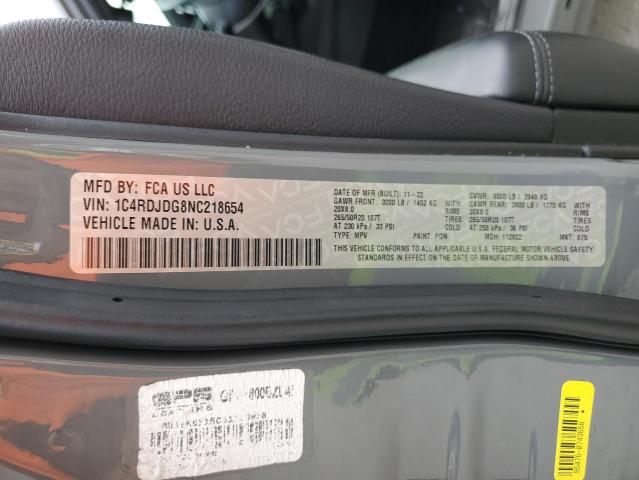 MFD BY: FCA US LLC
VIN: 1C4RDJDG8NC218654
VEHICLE MADE IN: U.S.A.
DATE OF MFR (BUILT): 11-22 GVWR: 6500 LB / 2948 KG
GAWR FRONT: 3200 LB / 1452 KG GAWR REAR: 3900 LB / 1770 KG
20X8.0 RIMS 20X8.0 RIMS
265/50R20 107T TIRES 265/50R20 107T TIRES
AT 230 kPa / 33 PSI COLD AT 250 kPa / 36 PSI COLD
TYPE: MPV PAINT: PDN MDH: 112922 MKT: 875
THIS VEHICLE CONFORMS TO ALL APPLICABLE U.S.A. FEDERAL MOTOR VEHICLE SAFETY
STANDARDS IN EFFECT ON THE DATE OF MANUFACTURE SHOWN ABOVE.